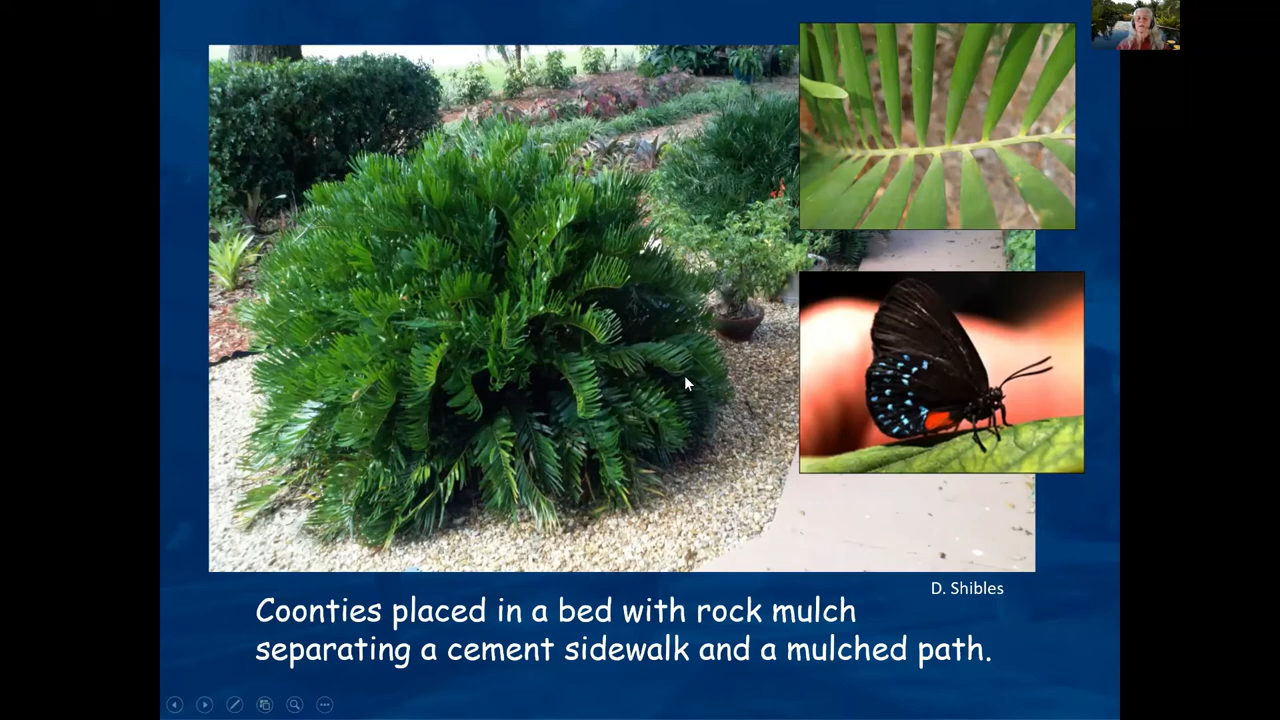 D. Shibles
Coonties placed in a bed with rock mulch
separating a cement sidewalk and a mulched path.